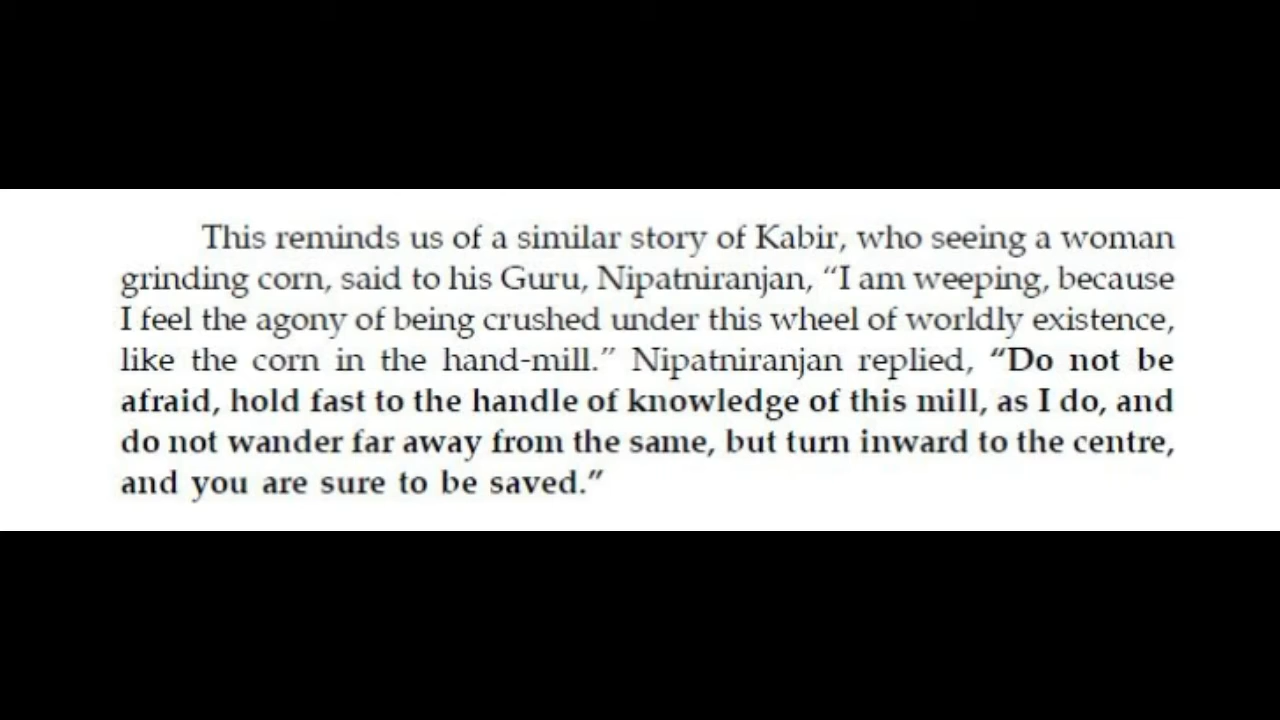 This reminds us of a similar story of Kabir, who seeing a woman
grinding corn, said to his Guru, Nipatniranjan, “I am weeping, because
I feel the agony of being crushed under this wheel of worldly existence,
like the corn in the hand-mill.” Nipatniranjan replied, “Do not be
afraid, hold fast to the handle of knowledge of this mill, as I do, and
do not wander far away from the same, but turn inward to the centre,
and you are sure to be saved.”